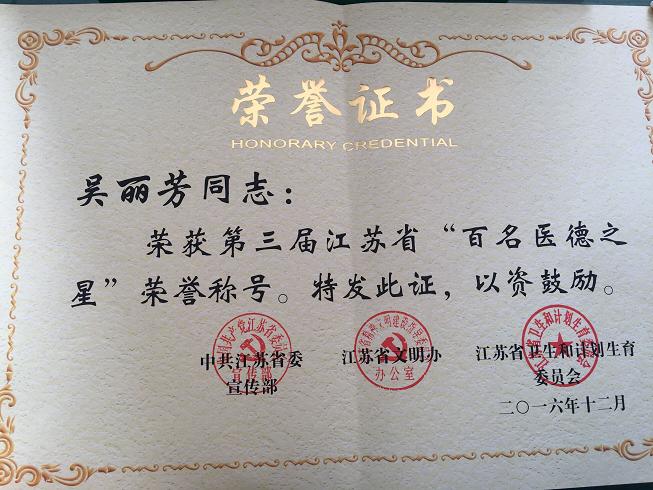 荣誉证书
HONORARY CREDENTIAL
吴丽芳同志：
荣获第三届江苏省“百名医德之
星”荣誉称号。特发此证，以资鼓励。
中共江苏省委 江苏省文明办 江苏省卫生和计划生育
宣传部 办公室 委员会
二〇一六年十二月